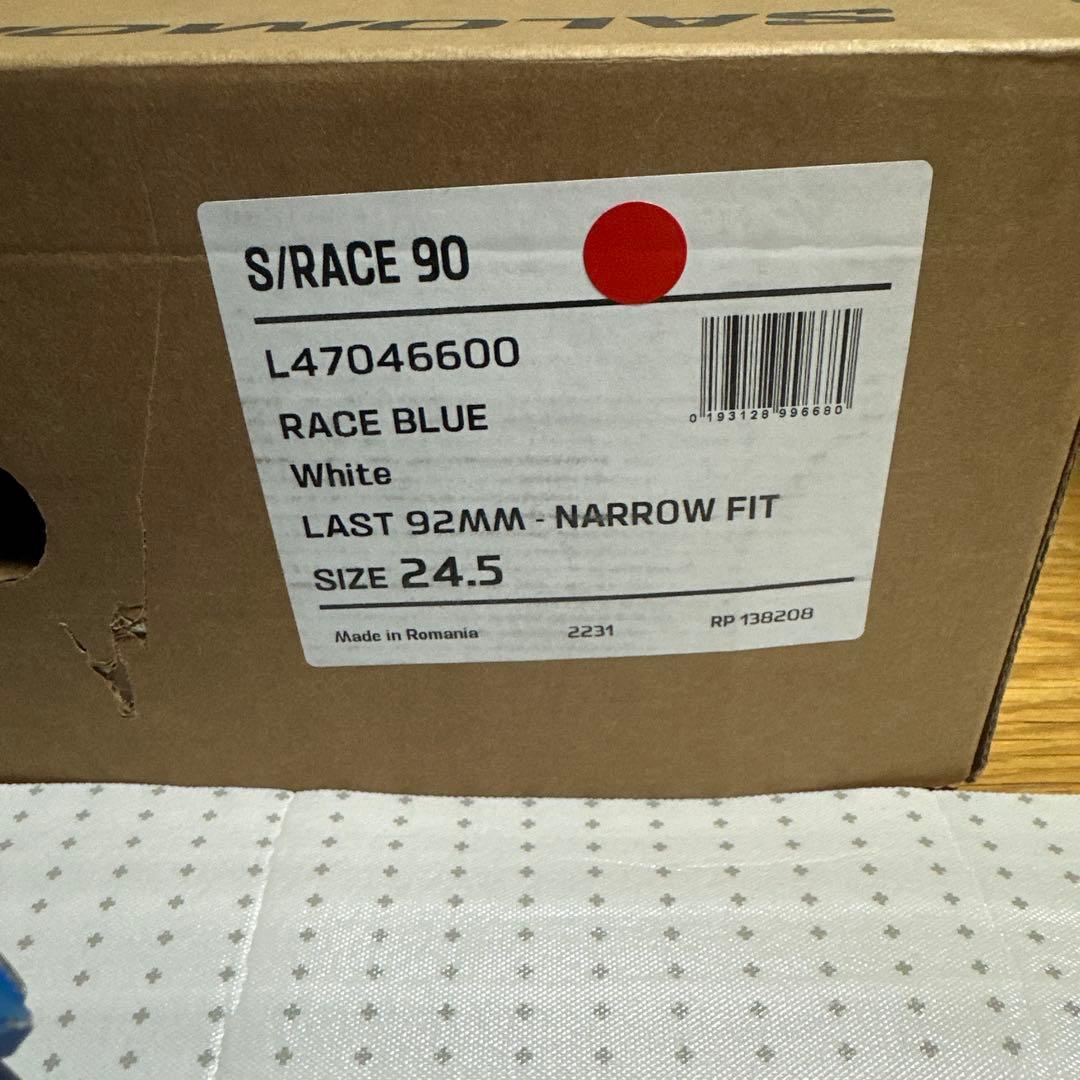 SALOMON
S/RACE 90
L47046600
RACE BLUE
White
LAST 92MM - NARROW FIT
SIZE 24.5
0 193128 996680
Made in Romania 2231 RP 138208